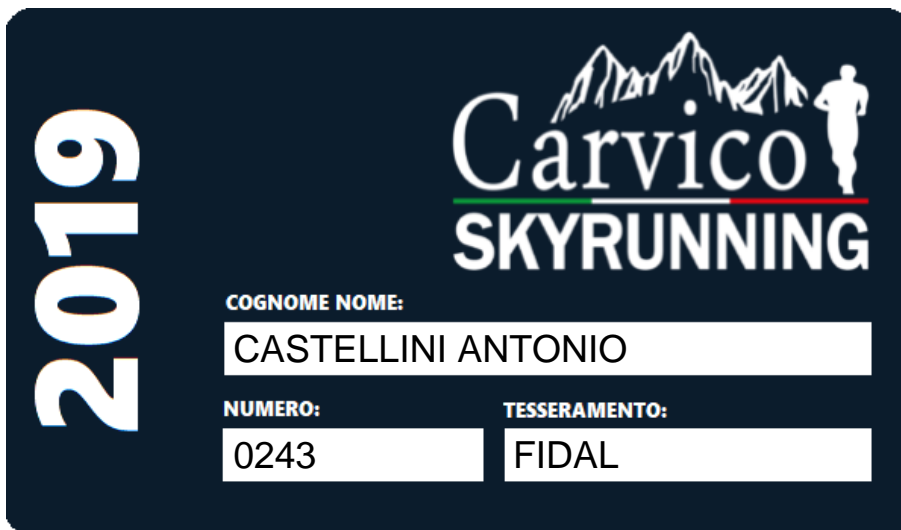 2019
Carvico
SKYRUNNING
COGNOME NOME:
CASTELLINI ANTONIO
NUMERO:
0243
TESSERAMENTO:
FIDAL